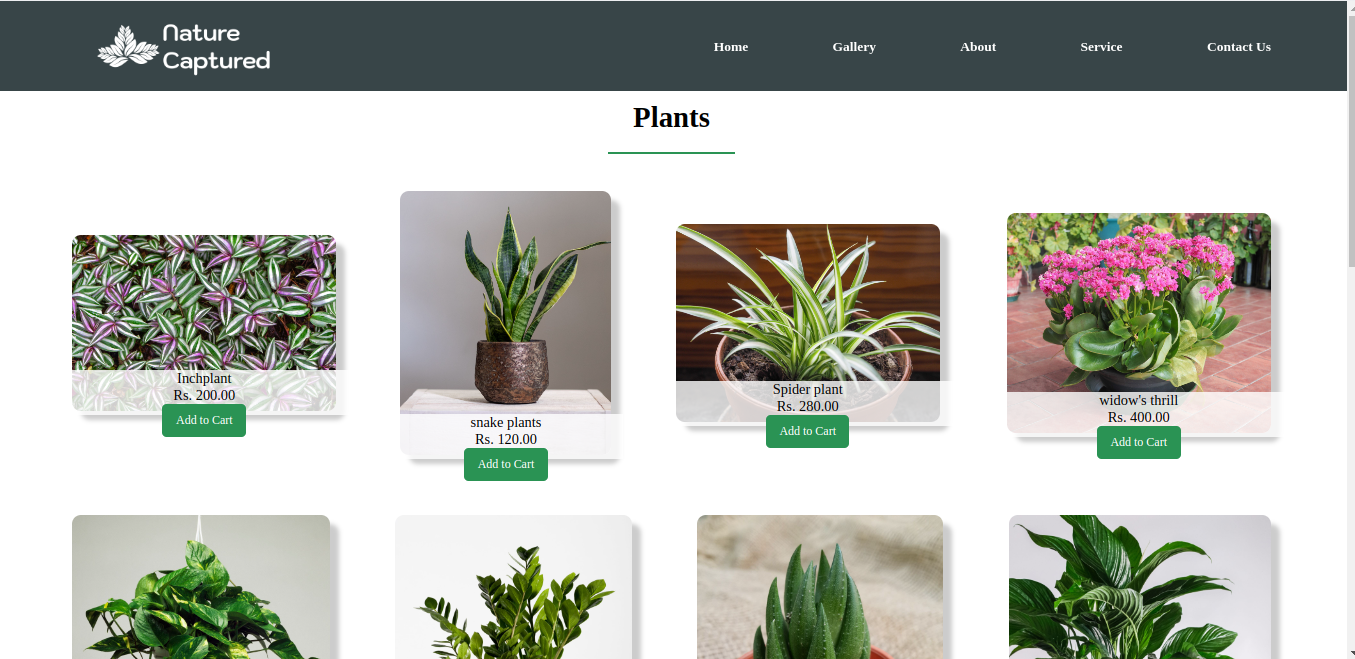 Nature
Captured
Home
Gallery
About
Service
Contact Us
Plants
Inchplant
Rs. 200.00
Add to Cart
snake plants
Rs. 120.00
Add to Cart
Spider plant
Rs. 280.00
Add to Cart
widow's thrill
Rs. 400.00
Add to Cart